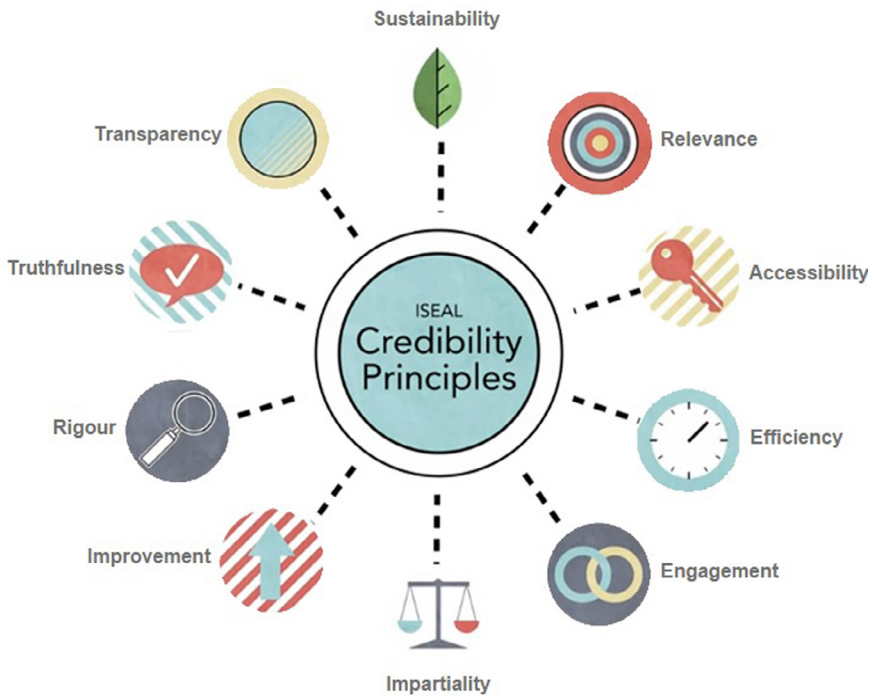 Sustainability
Transparency
Relevance
Truthfulness
Accessibility
ISEAL
Credibility
Principles
Rigour
Efficiency
Improvement
Engagement
Impartiality